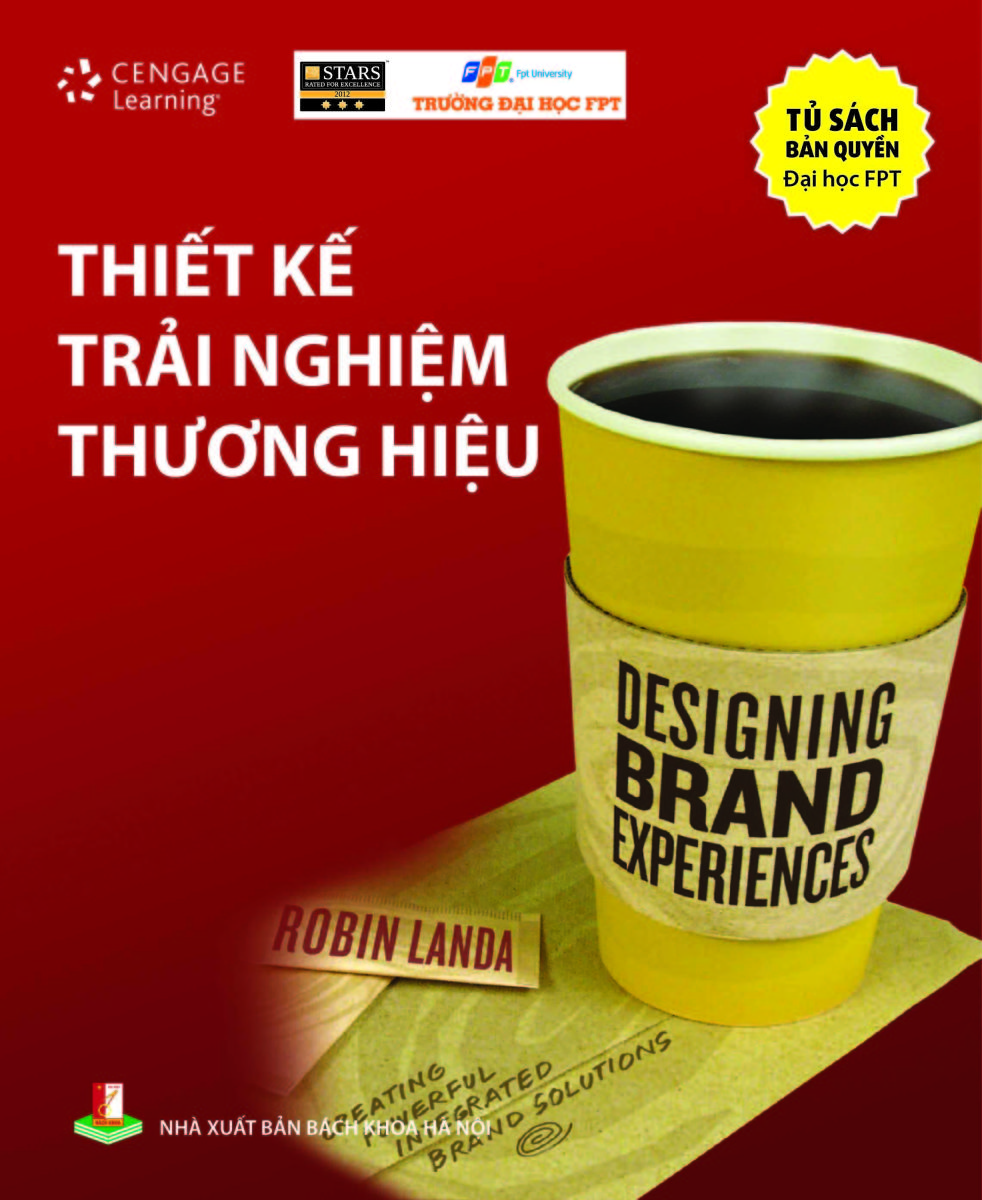 CENGAGE
Learning®
STARS™
RATED FOR EXCELLENCE
2012
FPT® Fpt University
TRƯỜNG ĐẠI HỌC FPT
TỦ SÁCH
BẢN QUYỀN
Đại học FPT
THIẾT KẾ
TRẢI NGHIỆM
THƯƠNG HIỆU
DESIGNING
BRAND
EXPERIENCES
ROBIN LANDA
CREATING
POWERFUL
INTEGRATED
BRAND SOLUTIONS
NHÀ XUẤT BẢN BÁCH KHOA HÀ NỘI